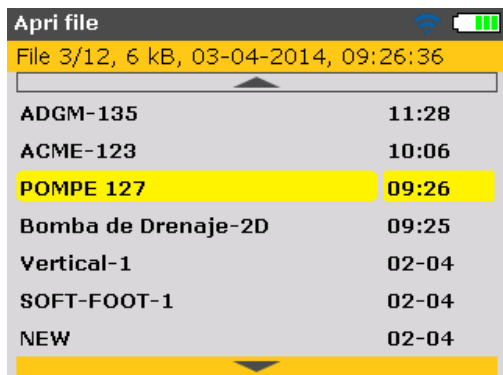 Apri file
File 3/12, 6 kB, 03-04-2014, 09:26:36
ADGM-135 11:28
ACME-123 10:06
POMPE 127 09:26
Bomba de Drenaje-2D 09:25
Vertical-1 02-04
SOFT-FOOT-1 02-04
NEW 02-04